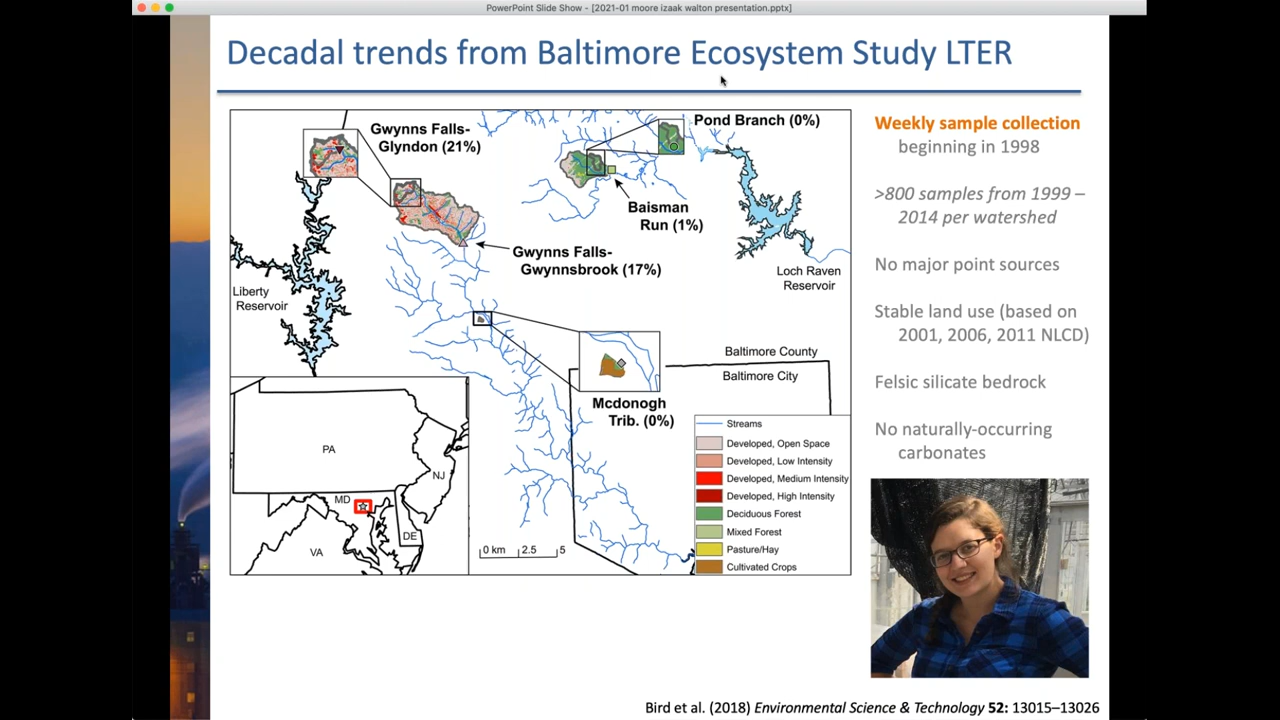 PowerPoint Slide Show - [2021-01 moore izaak walton presentation.pptx]
Decadal trends from Baltimore Ecosystem Study LTER
Gwynns Falls-
Glyndon (21%)
Pond Branch (0%)
Baisman
Run (1%)
Gwynns Falls-
Gwynnsbrook (17%)
Loch Raven
Reservoir
Liberty
Reservoir
Baltimore County
Baltimore City
Mcdonogh
Trib. (0%)
PA
NJ
MD
DE
VA
0 km 2.5 5
Streams
Developed, Open Space
Developed, Low Intensity
Developed, Medium Intensity
Developed, High Intensity
Deciduous Forest
Mixed Forest
Pasture/Hay
Cultivated Crops
Weekly sample collection
beginning in 1998
>800 samples from 1999 –
2014 per watershed
No major point sources
Stable land use (based on
2001, 2006, 2011 NLCD)
Felsic silicate bedrock
No naturally-occurring
carbonates
Bird et al. (2018) Environmental Science & Technology 52: 13015–13026